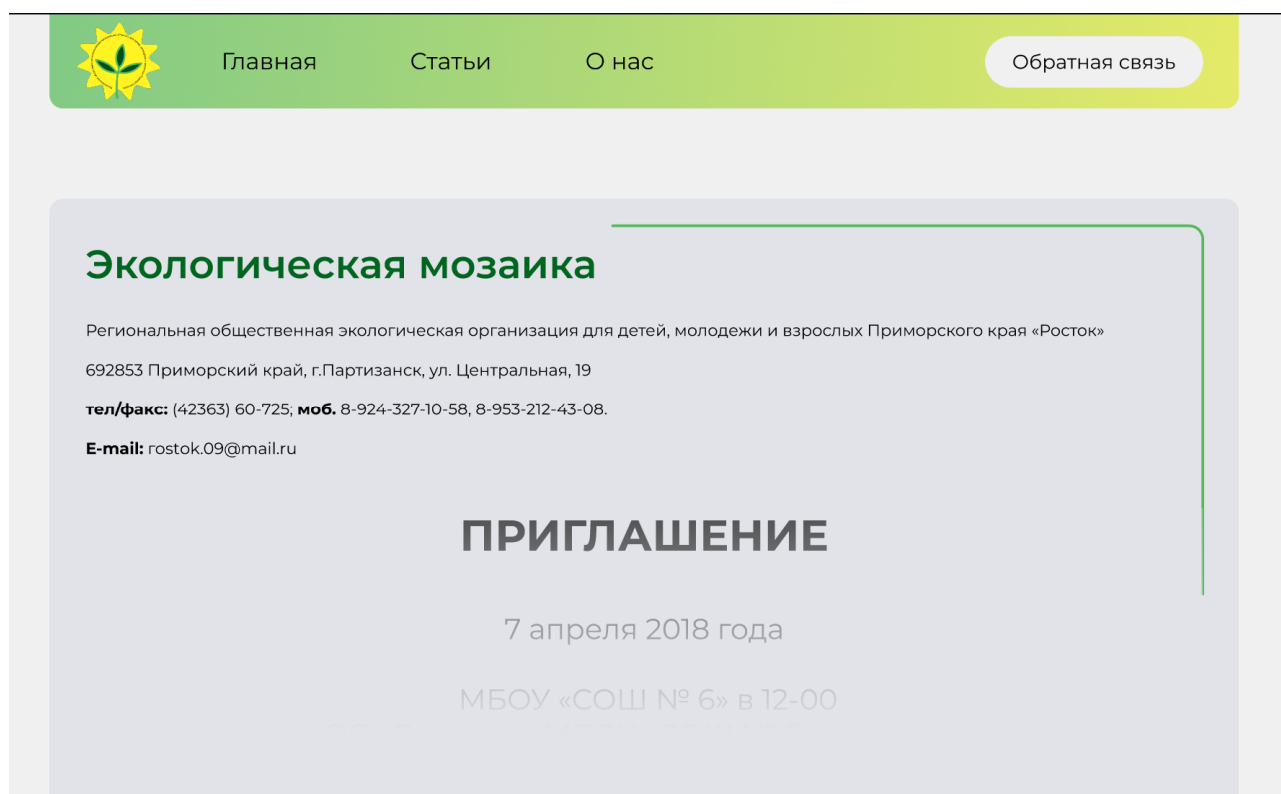 Главная Статьи О нас Обратная связь
Экологическая мозаика
Региональная общественная экологическая организация для детей, молодежи и взрослых Приморского края «Росток»
692853 Приморский край, г.Партизанск, ул. Центральная, 19
тел/факс: (42363) 60-725; моб. 8-924-327-10-58, 8-953-212-43-08.
E-mail: rostok.09@mail.ru
ПРИГЛАШЕНИЕ
7 апреля 2018 года
МБОУ «СОШ № 6» в 12-00